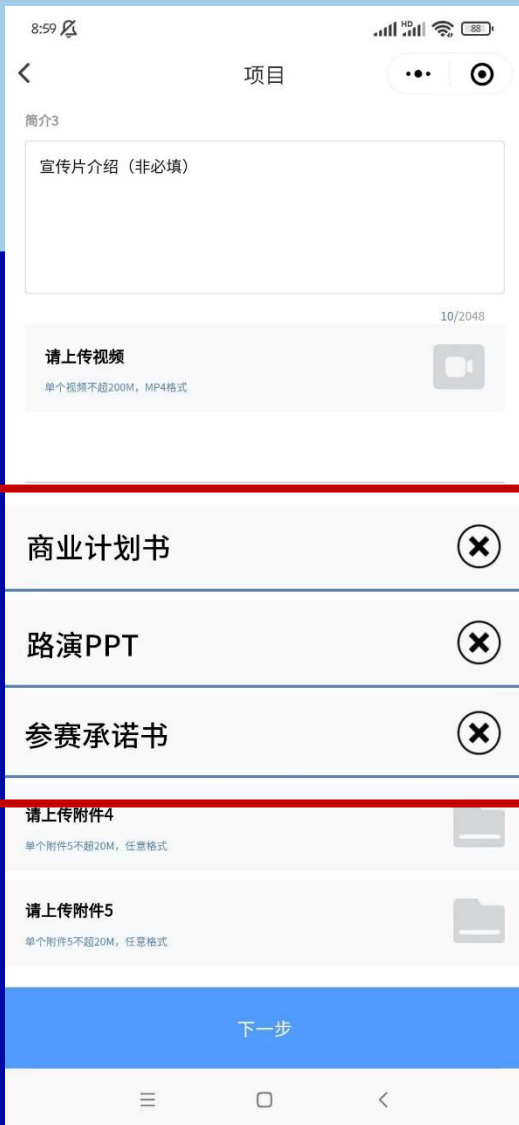 8:59
HD
88
项目
简介3
宣传片介绍（非必填）
10/2048
请上传视频
单个视频不超200M，MP4格式
商业计划书
路演PPT
参赛承诺书
请上传附件4
单个附件5不超20M，任意格式
请上传附件5
单个附件5不超20M，任意格式
下一步